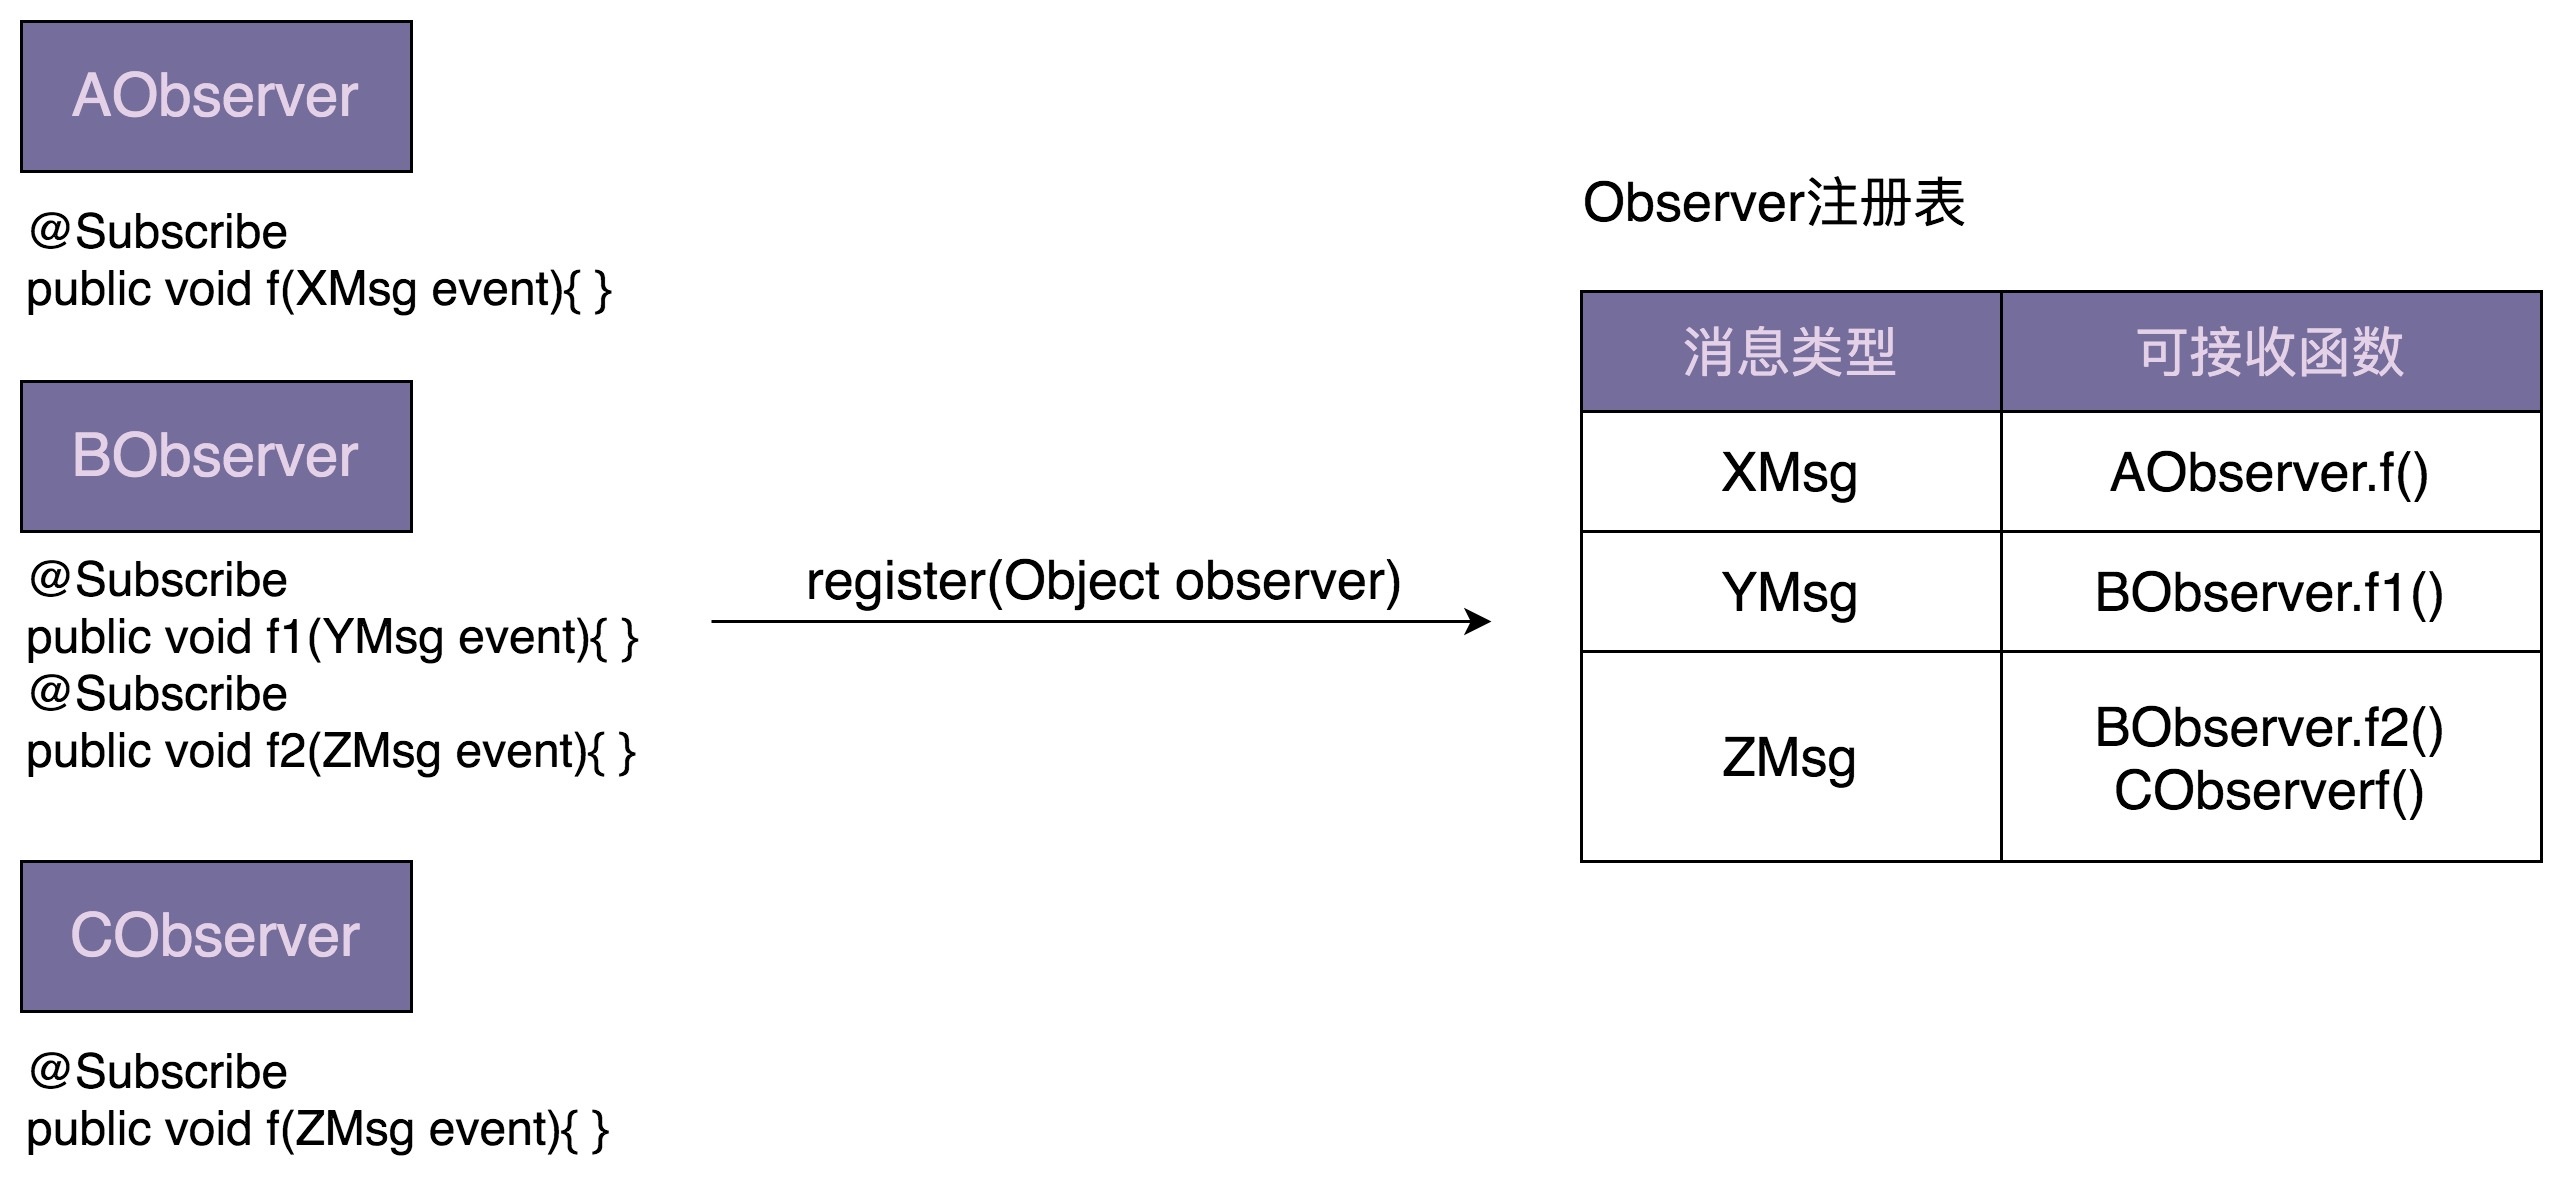 AObserver
@Subscribe
public void f(XMsg event){ }
BObserver
@Subscribe
public void f1(YMsg event){ }
@Subscribe
public void f2(ZMsg event){ }
CObserver
@Subscribe
public void f(ZMsg event){ }
register(Object observer)
Observer注册表
消息类型 可接收函数
XMsg AObserver.f()
YMsg BObserver.f1()
ZMsg BObserver.f2()
CObserverf()